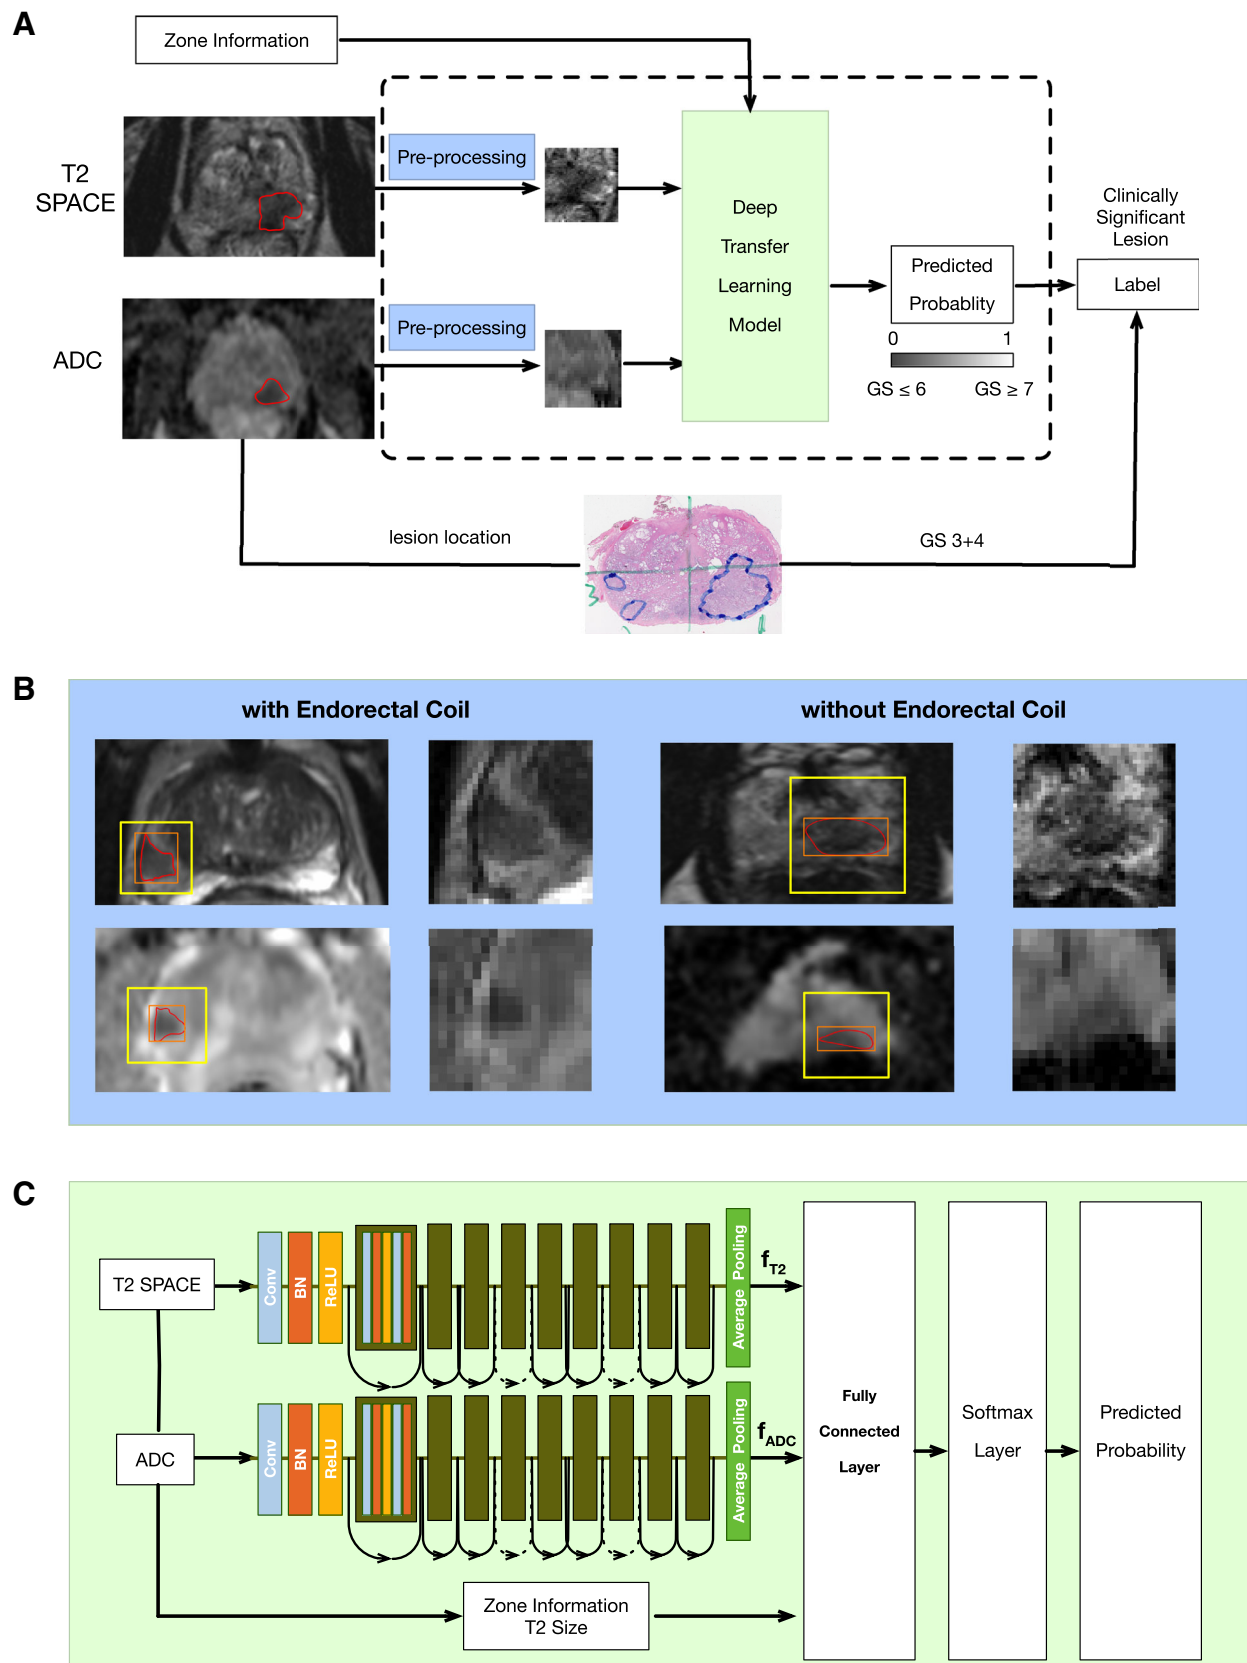 A
Zone Information
T2
SPACE
Pre-processing
Deep
Transfer
Learning
Model
Clinically
Significant
Lesion
Predicted
Probablity
Label
0 1
GS ≤ 6 GS ≥ 7
ADC
Pre-processing
lesion location
GS 3+4
B
with Endorectal Coil
without Endorectal Coil
C
T2 SPACE
Conv
BN
ReLU
Average Pooling
fT2
ADC
Conv
BN
ReLU
Average Pooling
fADC
Zone Information
T2 Size
Fully
Connected
Layer
Softmax
Layer
Predicted
Probability